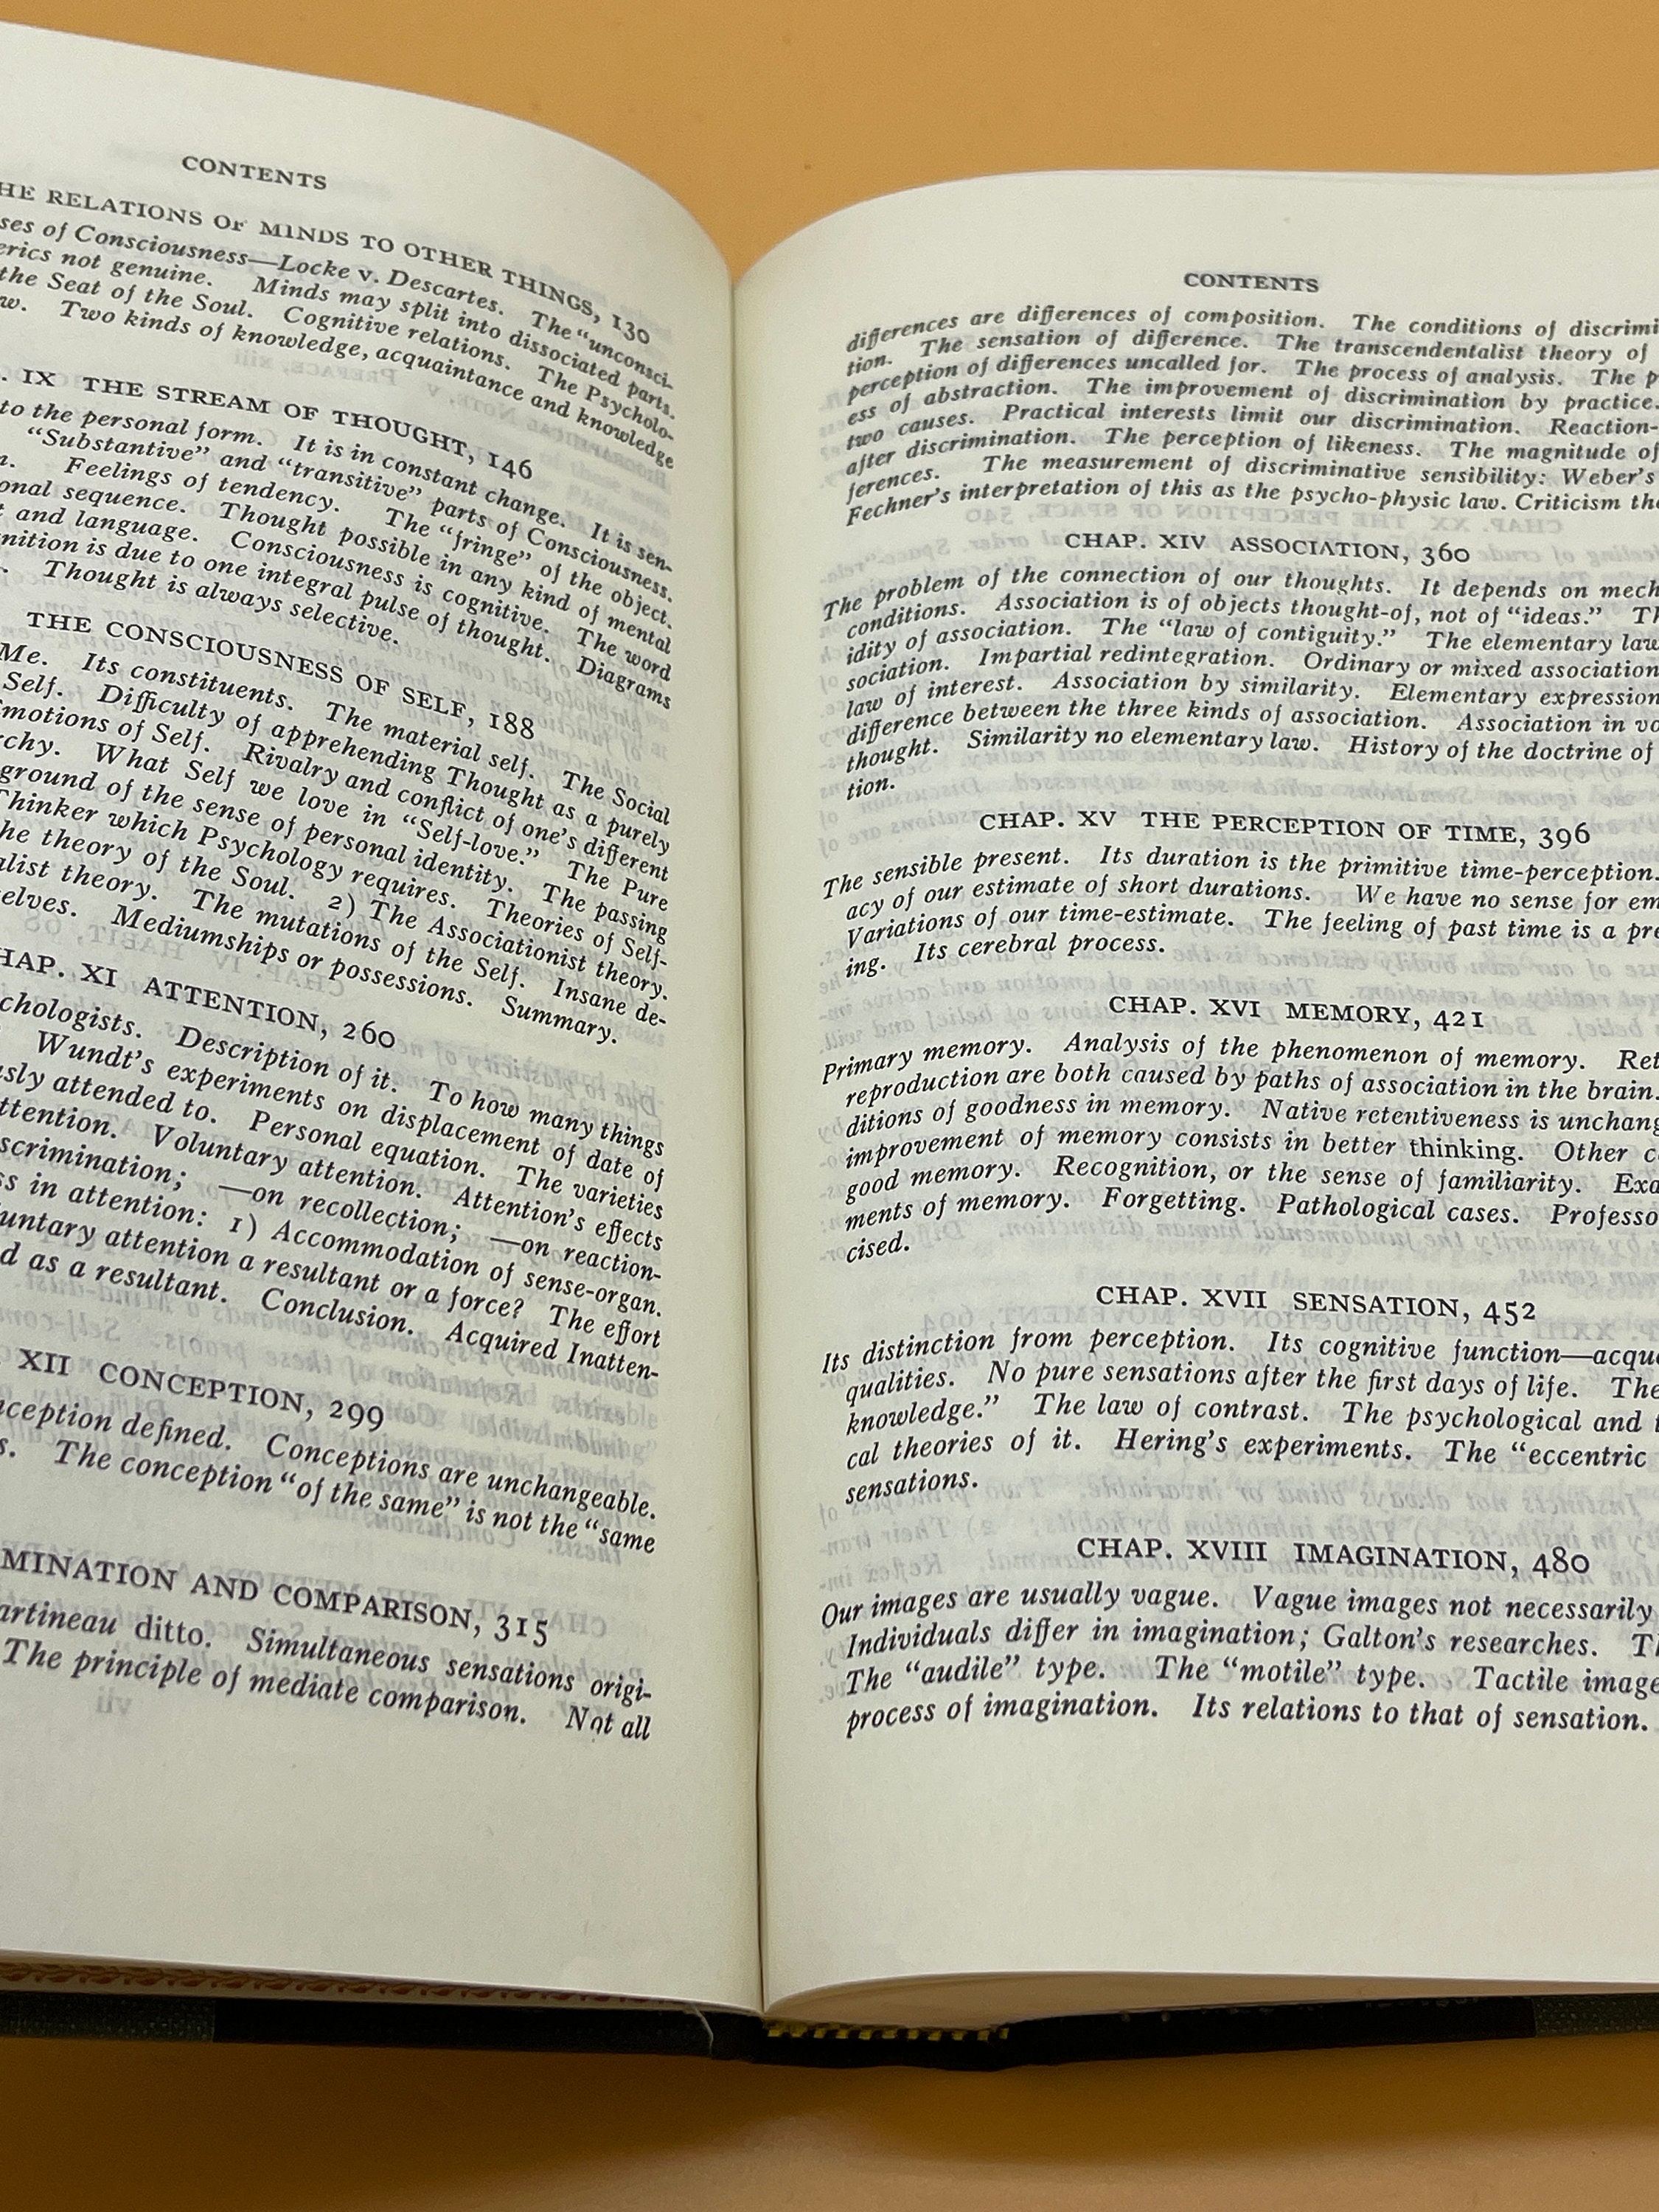 CONTENTS
THE RELATIONS OF MINDS TO OTHER THINGS, 130
of Consciousness—Locke v. Descartes. The "unconsci-
not genuine. Minds may split into dissociated parts.
the Seat of the Soul. Cognitive relations. The Psycholo-
Two kinds of knowledge, acquaintance and knowledge
IX THE STREAM OF THOUGHT, 146
to the personal form. It is in constant change. It is sen-
"Substantive" and "transitive" parts of Consciousness.
Feelings of tendency. The "fringe" of the object.
sequence. Thought possible in any kind of mental
and language. Consciousness is cognitive. The word
is due to one integral pulse of thought. Diagrams
Thought is always selective.
THE CONSCIOUSNESS OF SELF, 188
Me. Its constituents. The material self. The Social
Self. Difficulty of apprehending Thought as a purely
Emotions of Self. Rivalry and conflict of one's different
What Self we love in "Self-love." The Pure
ground of the sense of personal identity. The passing
Thinker which Psychology requires. Theories of Self-
the theory of the Soul. 2) The Associationist theory.
theory. The mutations of the Self. Insane de-
selves. Mediumships or possessions. Summary.
CHAP. XI ATTENTION, 260
Description of it. To how many things
Wundt's experiments on displacement of date of
attended to. Personal equation. The varieties
attention. Voluntary attention. Attention's effects
—on recollection; —on reaction-
in attention: 1) Accommodation of sense-organ.
attention a resultant or a force? The effort
as a resultant. Conclusion. Acquired Inatten-
XII CONCEPTION, 299
defined. Conceptions are unchangeable.
The conception "of the same" is not the "same
AND COMPARISON, 315
ditto. Simultaneous sensations origi-
The principle of mediate comparison. Not all
CONTENTS
differences are differences of composition. The conditions of discrimi
tion. The sensation of difference. The transcendentalist theory of
perception of differences uncalled for. The process of analysis. The p
ess of abstraction. The improvement of discrimination by practice.
two causes. Practical interests limit our discrimination. Reaction-
after discrimination. The perception of likeness. The magnitude of
ferences. The measurement of discriminative sensibility: Weber's
Fechner's interpretation of this as the psycho-physic law. Criticism the
CHAP. XIV ASSOCIATION, 360
The problem of the connection of our thoughts. It depends on mech
conditions. Association is of objects thought-of, not of "ideas." Th
idity of association. The "law of contiguity." The elementary law
sociation. Impartial redintegration. Ordinary or mixed association
law of interest. Association by similarity. Elementary expression
difference between the three kinds of association. Association in vo
thought. Similarity no elementary law. History of the doctrine of
tion.
CHAP. XV THE PERCEPTION OF TIME, 396
The sensible present. Its duration is the primitive time-perception.
acy of our estimate of short durations. We have no sense for em
Variations of our time-estimate. The feeling of past time is a pre
ing. Its cerebral process.
CHAP. XVI MEMORY, 421
Primary memory. Analysis of the phenomenon of memory. Ret
reproduction are both caused by paths of association in the brain.
ditions of goodness in memory. Native retentiveness is unchang
improvement of memory consists in better thinking. Other c
good memory. Recognition, or the sense of familiarity. Exa
ments of memory. Forgetting. Pathological cases. Professo
cised.
CHAP. XVII SENSATION, 452
Its distinction from perception. Its cognitive function—acqu
qualities. No pure sensations after the first days of life. The
knowledge." The law of contrast. The psychological and
cal theories of it. Hering's experiments. The "eccentric
sensations.
CHAP. XVIII IMAGINATION, 480
Our images are usually vague. Vague images not necessarily
Individuals differ in imagination; Galton's researches. Th
The "audile" type. The "motile" type. Tactile image
process of imagination. Its relations to that of sensation.